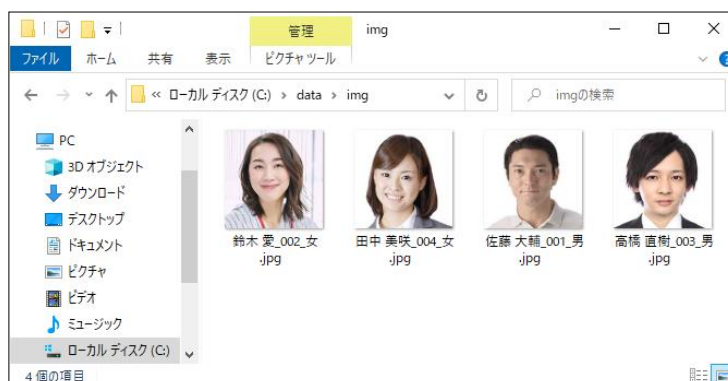 管理
img
ファイル
ホーム
共有
表示
ピクチャ ツール
« ローカル ディスク (C:) › data › img
imgの検索
PC
3D オブジェクト
ダウンロード
デスクトップ
ドキュメント
ピクチャ
ビデオ
ミュージック
ローカル ディスク (C:)
鈴木 愛_002_女
.jpg
田中 美咲_004_女
.jpg
佐藤 大輔_001_男
.jpg
高橋 直樹_003_男
.jpg
4 個の項目